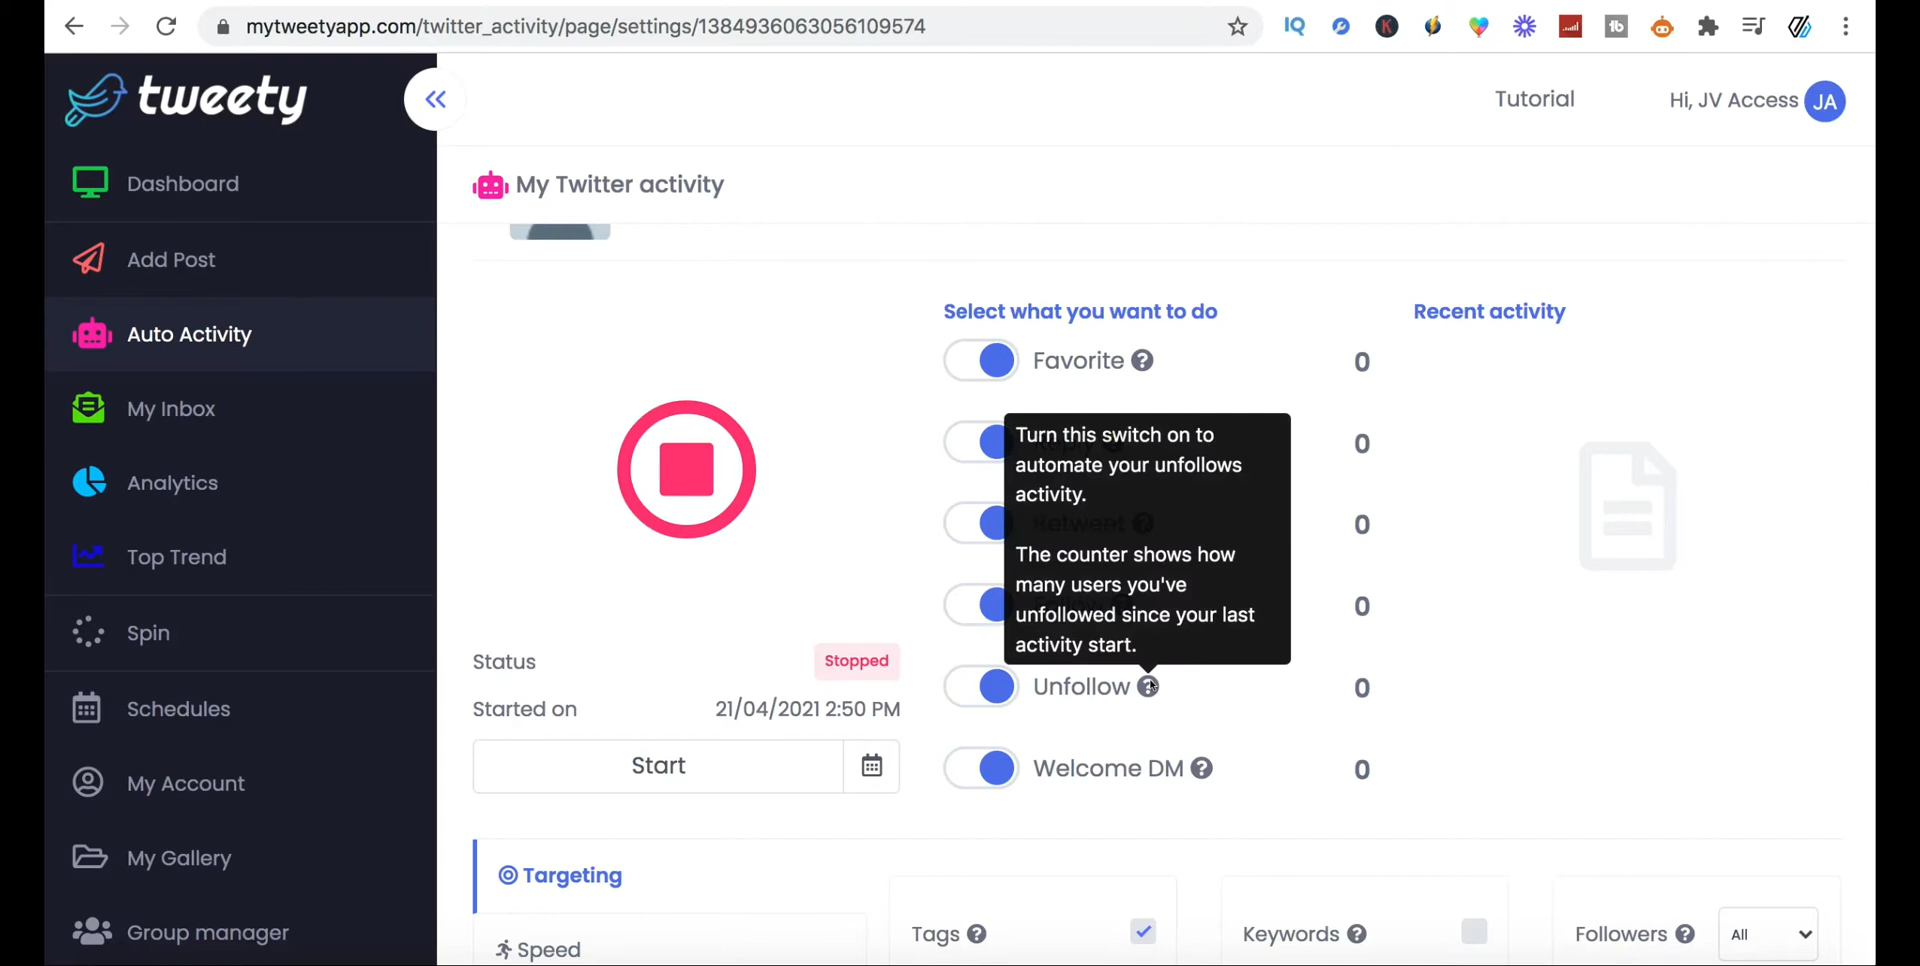 mytweetyapp.com/twitter_activity/page/settings/1384936063056109574
IQ
K
tb
tweety
Tutorial
Hi, JV Access
JA
Dashboard
Add Post
Auto Activity
My Inbox
Analytics
Top Trend
Spin
Schedules
My Account
My Gallery
Group manager
My Twitter activity
Status
Stopped
Started on
21/04/2021 2:50 PM
Start
Select what you want to do
Favorite
0
0
Retweet
0
0
Turn this switch on to
automate your unfollows
activity.
The counter shows how
many users you've
unfollowed since your last
activity start.
Unfollow
0
Welcome DM
0
Recent activity
Targeting
Speed
Tags
Keywords
Followers
All